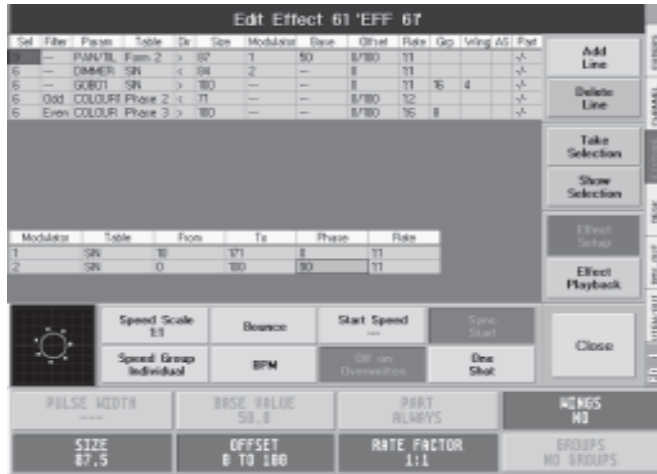 Edit Effect 61 'EFF 61'
Sel Filter Param Table Dir Size Modulator Base Offset Rate Grp Wing AS Part
--- PAN/TIL Form 2 > 87 1 50 0/100 1:1 -/-
6 --- DIMMER SIN < 84 2 --- 0 1:1 -/-
6 --- GOBO1 SIN > 100 --- --- 0 1:1 16 4 -/-
6 Odd COLOUR1 Phase 2 < 71 --- --- 0/100 1:2 -/-
6 Even COLOUR1 Phase 3 > 100 --- --- 0/100 1:6 8 -/-
Add Line
Delete Line
Take Selection
Show Selection
Effect Setup
Effect Playback
Close
Modulator Table From To Phase Rate
1 SIN 10 171 0 1:1
2 SIN 0 100 90 1:1
Speed Scale 1:1
Bounce
Start Speed ---
Sync Start
Speed Group Individual
BPM
Off on Overwritten
One Shot
PULSE WIDTH ---
BASE VALUE 50.0
PART ALWAYS
WINGS NO
SIZE 87.5
OFFSET 0 TO 100
RATE FACTOR 1:1
GROUPS NO GROUPS